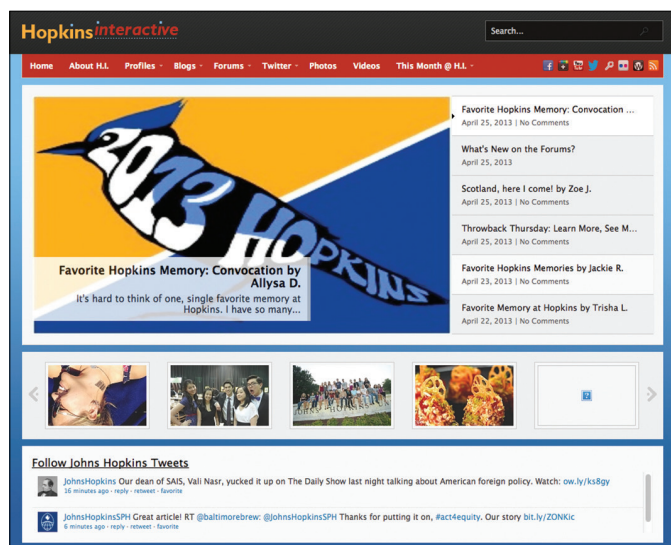 Hopkins interactive
Search...
Home About H.I. Profiles Blogs Forums Twitter Photos Videos This Month @ H.I.
2013 HOPKINS
Favorite Hopkins Memory: Convocation by
Allysa D.
It's hard to think of one, single favorite memory at
Hopkins. I have so many...
Favorite Hopkins Memory: Convocation ...
April 25, 2013 | No Comments
What's New on the Forums?
April 25, 2013
Scotland, here I come! by Zoe J.
April 25, 2013 | No Comments
Throwback Thursday: Learn More, See M...
April 25, 2013 | No Comments
Favorite Hopkins Memories by Jackie R.
April 23, 2013 | No Comments
Favorite Memory at Hopkins by Trisha L.
April 22, 2013 | No Comments
JOHNS HOPKINS
Follow Johns Hopkins Tweets
JohnsHopkins Our dean of SAIS, Vali Nasr, yucked it up on The Daily Show last night talking about American foreign policy. Watch: ow.ly/ks8gy
16 minutes ago · reply · retweet · favorite
JohnsHopkinsSPH Great article! RT @baltimorebrew: @JohnsHopkinsSPH Thanks for putting it on, #act4equity. Our story bit.ly/ZONKic
6 minutes ago · reply · retweet · favorite